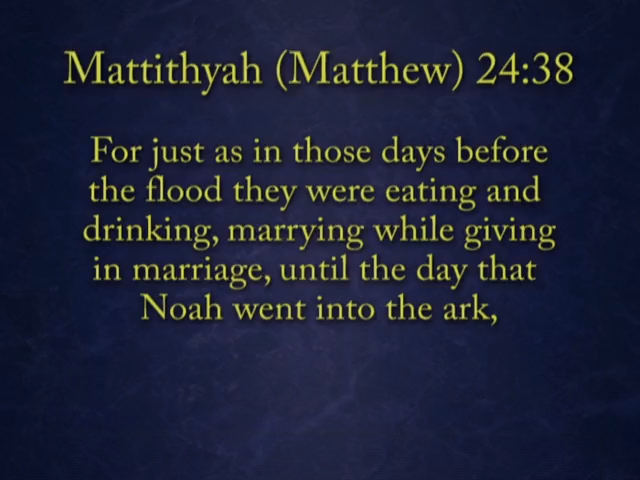 Mattithyah (Matthew) 24:38
For just as in those days before
the flood they were eating and
drinking, marrying while giving
in marriage, until the day that
Noah went into the ark,